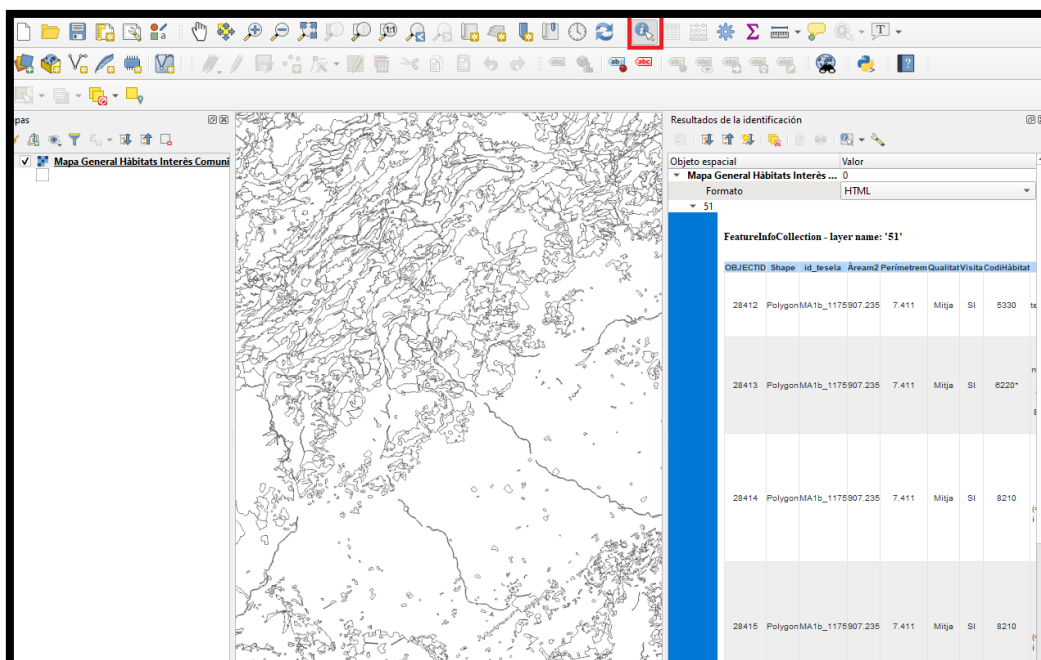 pas
Mapa General Hàbitats Interès Comuni
Resultados de la identificación
Objeto espacial Valor
Mapa General Hàbitats Interès ... 0
Formato HTML
51
FeatureInfoCollection - layer name: '51'
OBJECTID Shape id_tesela Àream2 Perímetrem Qualitat Visita CodiHàbitat
28412 Polygon MA1b_1175 907.235 7.411 Mitja SI 5330 te
28413 Polygon MA1b_1175 907.235 7.411 Mitja SI 6220*
28414 Polygon MA1b_1175 907.235 7.411 Mitja SI 8210
28415 Polygon MA1b_1175 907.235 7.411 Mitja SI 8210